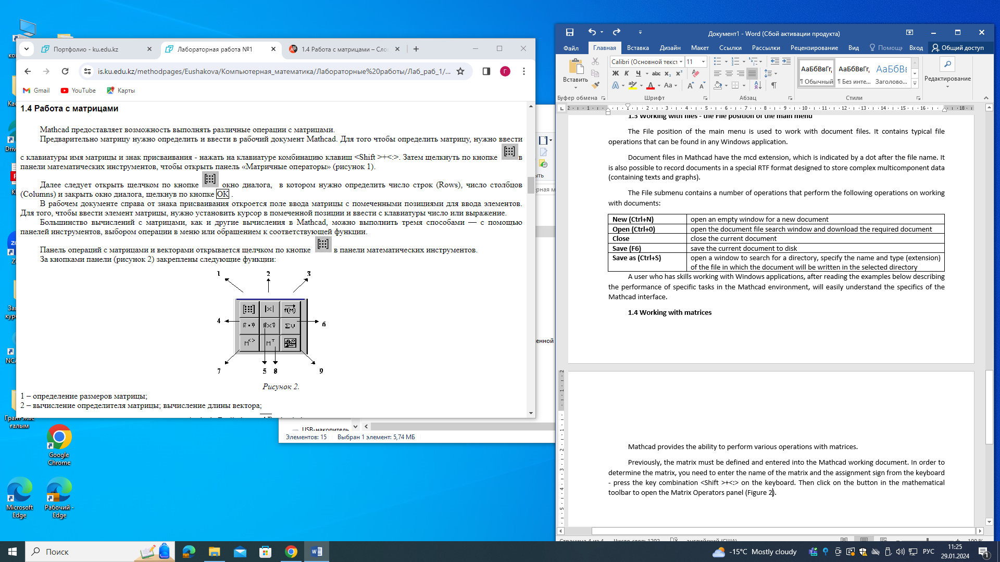 Портфолио - ku.edu.kz
Лабораторная работа №1
1.4 Работа с матрицами – Сло
is.ku.edu.kz/methodpages/Eushakova/Компьютерная_математика/Лабораторные%20работы/Лаб_раб_1/...
Г
Gmail
YouTube
Карты
1.4 Работа с матрицами
Mathcad предоставляет возможность выполнять различные операции с матрицами.
Предварительно матрицу нужно определить и ввести в рабочий документ Mathcad. Для того чтобы определить матрицу, нужно ввести
с клавиатуры имя матрицы и знак присваивания - нажать на клавиатуре комбинацию клавиш <Shift >+<:>. Затем щелкнуть по кнопке в
панели математических инструментов, чтобы открыть панель «Матричные операторы» (рисунок 1).
Далее следует открыть щелчком по кнопке окно диалога, в котором нужно определить число строк (Rows), число столбцов
(Columns) и закрыть окно диалога, щелкнув по кнопке OK .
В рабочем документе справа от знака присваивания откроется поле ввода матрицы с помеченными позициями для ввода элементов.
Для того, чтобы ввести элемент матрицы, нужно установить курсор в помеченной позиции и ввести с клавиатуры число или выражение.
Большинство вычислений с матрицами, как и другие вычисления в Mathcad, можно выполнить тремя способами — с помощью
панелей инструментов, выбором операции в меню или обращением к соответствующей функции.
Панель операций с матрицами и векторами открывается щелчком по кнопке в панели математических инструментов.
За кнопками панели (рисунок 2) закреплены следующие функции:
1 2 3
|x| f(M)
4 6
ΣV
M<> M^T
7 5 8 9
Рисунок 2.
1 – определение размеров матрицы;
2 – вычисление определителя матрицы; вычисление длины вектора;
USB-накопитель
Элементов: 15
Выбран 1 элемент: 5,74 МБ
Документ1 - Word (Сбой активации продукта)
Файл
Главная
Вставка
Дизайн
Макет
Ссылки
Рассылки
Рецензирование
Вид
Помощн
Вход
Общий доступ
Вставить
Calibri (Основной текст
11
Ж К Ч abc x₂ x²
Aa
АаБбВвГг,
¶ Обычный
АаБбВвГг,
¶ Без инте...
АаБбВв
Заголово...
Редактирование
Буфер обмена
Шрифт
Абзац
Стили
1.3 Working with files - the File position of the main menu
The File position of the main menu is used to work with document files. It contains typical file
operations that can be found in any Windows application.
Document files in Mathcad have the mcd extension, which is indicated by a dot after the file name. It
is also possible to record documents in a special RTF format designed to store complex multicomponent data
(containing texts and graphs).
The File submenu contains a number of operations that perform the following operations on working
with documents:
New (Ctrl+N) open an empty window for a new document
Open (Ctrl+0) open the document file search window and download the required document
Close close the current document
Save (F6) save the current document to disk
Save as (Ctrl+S) open a window to search for a directory, specify the name and type (extension)
of the file in which the document will be written in the selected directory
A user who has skills working with Windows applications, after reading the examples below describing
the performance of specific tasks in the Mathcad environment, will easily understand the specifics of the
Mathcad interface.
1.4 Working with matrices
Mathcad provides the ability to perform various operations with matrices.
Previously, the matrix must be defined and entered into the Mathcad working document. In order to
determine the matrix, you need to enter the name of the matrix and the assignment sign from the keyboard
- press the key combination <Shift >+<:> on the keyboard. Then click on the button in the mathematical
toolbar to open the Matrix Operators panel (Figure 2).
Google
Chrome
Microsoft
Edge
Рабочий -
Edge
Поиск
-15°C Mostly cloudy
РУС
11:25
29.01.2024
1